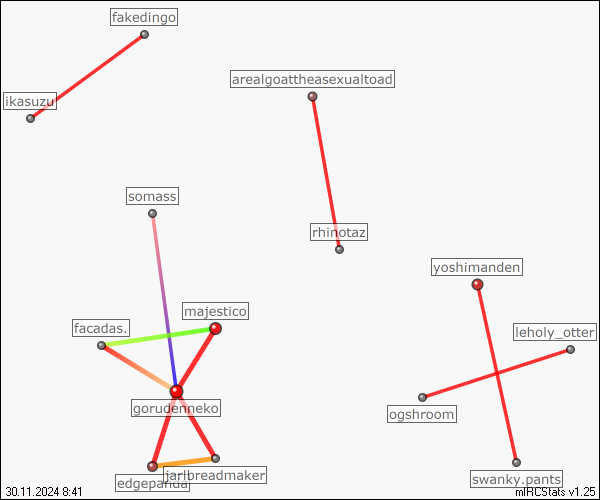 fakedingo
arealgoattheasexualtoad
ikasuzu
somass
rhinotaz
yoshimanden
majestico
facadas.
leholy_otter
gorudenneko
ogshroom
jarlbreadmaker
edgepanda
swanky.pants
30.11.2024 8:41
mIRCStats v1.25